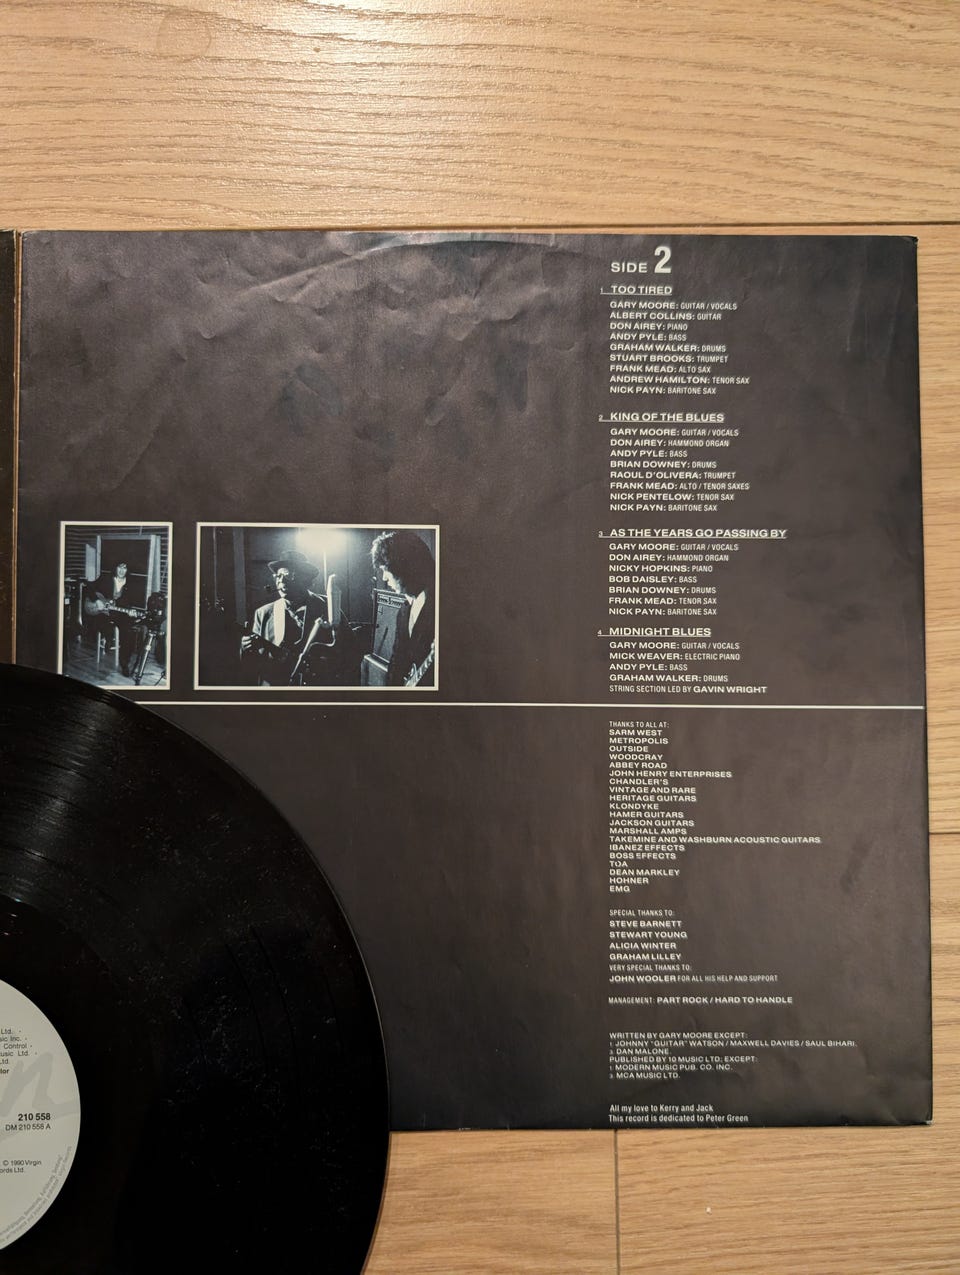 SIDE 2
1 TOO TIRED
GARY MOORE: GUITAR / VOCALS
ALBERT COLLINS: GUITAR
DON AIREY: PIANO
ANDY PYLE: BASS
GRAHAM WALKER: DRUMS
STUART BROOKS: TRUMPET
FRANK MEAD: ALTO SAX
ANDREW HAMILTON: TENOR SAX
NICK PAYN: BARITONE SAX
2 KING OF THE BLUES
GARY MOORE: GUITAR / VOCALS
DON AIREY: HAMMOND ORGAN
ANDY PYLE: BASS
BRIAN DOWNEY: DRUMS
RAOUL D'OLIVERA: TRUMPET
FRANK MEAD: ALTO / TENOR SAXES
NICK PENTELOW: TENOR SAX
NICK PAYN: BARITONE SAX
3 AS THE YEARS GO PASSING BY
GARY MOORE: GUITAR / VOCALS
DON AIREY: HAMMOND ORGAN
NICKY HOPKINS: PIANO
BOB DAISLEY: BASS
BRIAN DOWNEY: DRUMS
FRANK MEAD: TENOR SAX
NICK PAYN: BARITONE SAX
4 MIDNIGHT BLUES
GARY MOORE: GUITAR / VOCALS
MICK WEAVER: ELECTRIC PIANO
ANDY PYLE: BASS
GRAHAM WALKER: DRUMS
STRING SECTION LED BY GAVIN WRIGHT
THANKS TO ALL AT:
SARM WEST
METROPOLIS
OUTSIDE
WOODCRAY
ABBEY ROAD
JOHN HENRY ENTERPRISES
CHANDLER'S
VINTAGE AND RARE
HERITAGE GUITARS
KLONDYKE
HAMER GUITARS
JACKSON GUITARS
MARSHALL AMPS
TAKEMINE AND WASHBURN ACOUSTIC GUITARS
IBANEZ EFFECTS
BOSS EFFECTS
TOA
DEAN MARKLEY
HOHNER
EMG
SPECIAL THANKS TO:
STEVE BARNETT
STEWART YOUNG
ALICIA WINTER
GRAHAM LILLEY
VERY SPECIAL THANKS TO:
JOHN WOOLER FOR ALL HIS HELP AND SUPPORT
MANAGEMENT: PART ROCK / HARD TO HANDLE
WRITTEN BY GARY MOORE EXCEPT:
1. JOHNNY "GUITAR" WATSON / MAXWELL DAVIES / SAUL BIHARI.
3. DAN MALONE.
PUBLISHED BY 10 MUSIC LTD: EXCEPT:
1. MODERN MUSIC PUB. CO. INC.
3. MCA MUSIC LTD.
All my love to Kerry and Jack
This record is dedicated to Peter Green
Ltd. ·
sic Inc. ·
Control ·
usic Ltd. ·
Ltd.
lor
210 558
DM 210 558 A
© 1990 Virgin
ords Ltd.